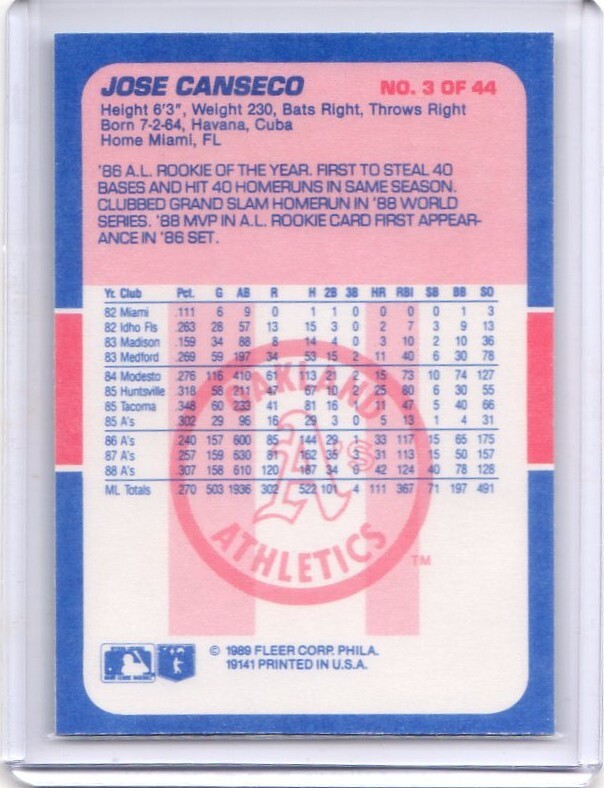 JOSE CANSECO NO. 3 OF 44
Height 6'3", Weight 230, Bats Right, Throws Right
Born 7-2-64, Havana, Cuba
Home Miami, FL
'86 A.L. ROOKIE OF THE YEAR. FIRST TO STEAL 40
BASES AND HIT 40 HOMERUNS IN SAME SEASON.
CLUBBED GRAND SLAM HOMERUN IN '88 WORLD
SERIES. '88 MVP IN A.L. ROOKIE CARD FIRST APPEAR-
ANCE IN '86 SET.
Yr. Club Pct. G AB R H 2B 3B HR RBI SB BB SO
82 Miami .111 6 9 0 1 1 0 0 0 0 1 3
82 Idho Fls .263 28 57 13 15 3 0 2 7 3 9 13
83 Madison .159 34 88 8 14 4 0 3 10 2 10 36
83 Medford .269 59 197 34 53 15 2 11 40 6 30 78
84 Modesto .276 116 410 61 113 21 2 15 73 10 74 127
85 Huntsville .318 58 211 47 67 10 2 25 80 6 30 55
85 Tacoma .348 60 233 41 81 16 1 11 47 5 40 66
85 A's .302 29 96 16 29 3 0 5 13 1 4 31
86 A's .240 157 600 85 144 29 1 33 117 15 65 175
87 A's .257 159 630 81 162 35 3 31 113 15 50 157
88 A's .307 158 610 120 187 34 0 42 124 40 78 128
ML Totals .270 503 1936 302 522 101 4 111 367 71 197 491
OAKLAND
A's
ATHLETICS
TM
© 1989 FLEER CORP. PHILA.
19141 PRINTED IN U.S.A.